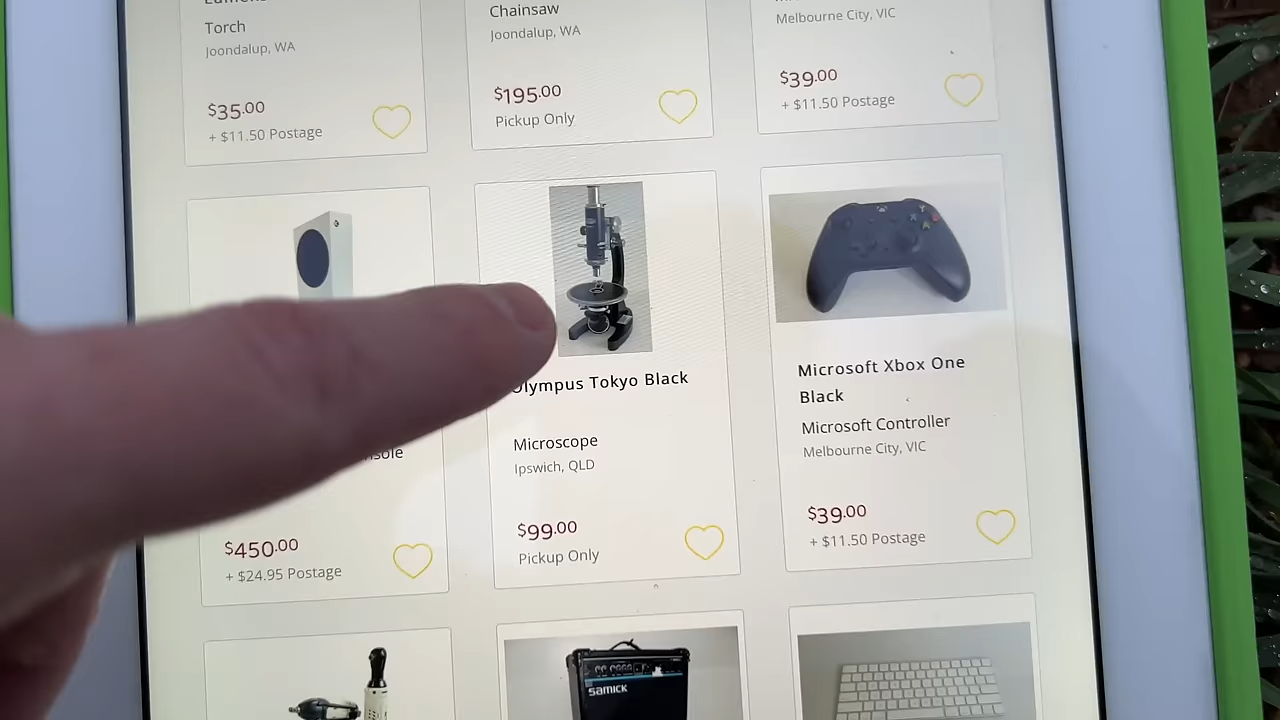 Torch
Joondalup, WA
$35.00
+ $11.50 Postage
Chainsaw
Joondalup, WA
$195.00
Pickup Only
Melbourne City, VIC
$39.00
+ $11.50 Postage
$450.00
+ $24.95 Postage
Olympus Tokyo Black
Microscope
Ipswich, QLD
$99.00
Pickup Only
Microsoft Xbox One
Black
Microsoft Controller
Melbourne City, VIC
$39.00
+ $11.50 Postage
SAMICK